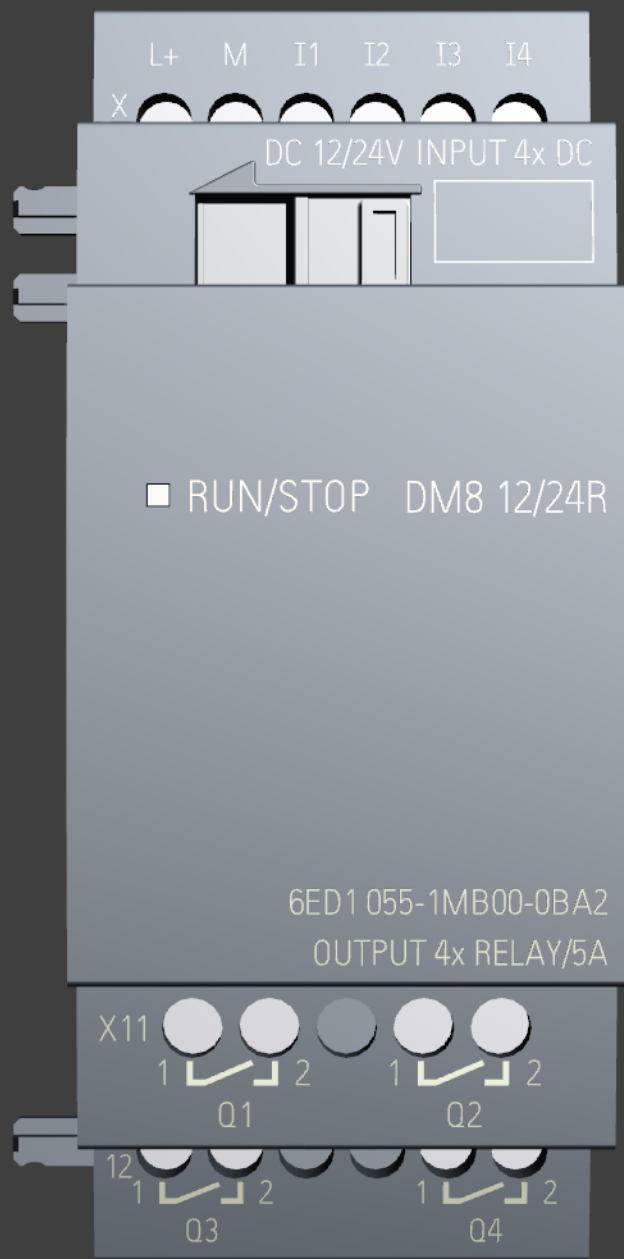 L+ M I1 I2 I3 I4
X
DC 12/24V INPUT 4x DC
RUN/STOP DM8 12/24R
6ED1 055-1MB00-0BA2
OUTPUT 4x RELAY/5A
X11
1 2 1 2
Q1 Q2
12
1 2 1 2
Q3 Q4